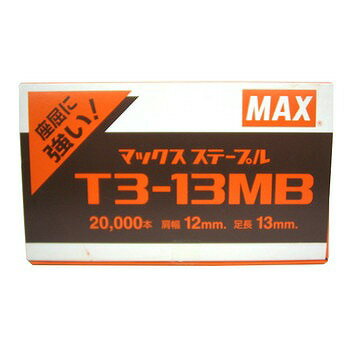 座屈に
強い!
MAX
マックス ステープル
T3-13MB
20,000本 肩幅 12mm. 足長 13mm.